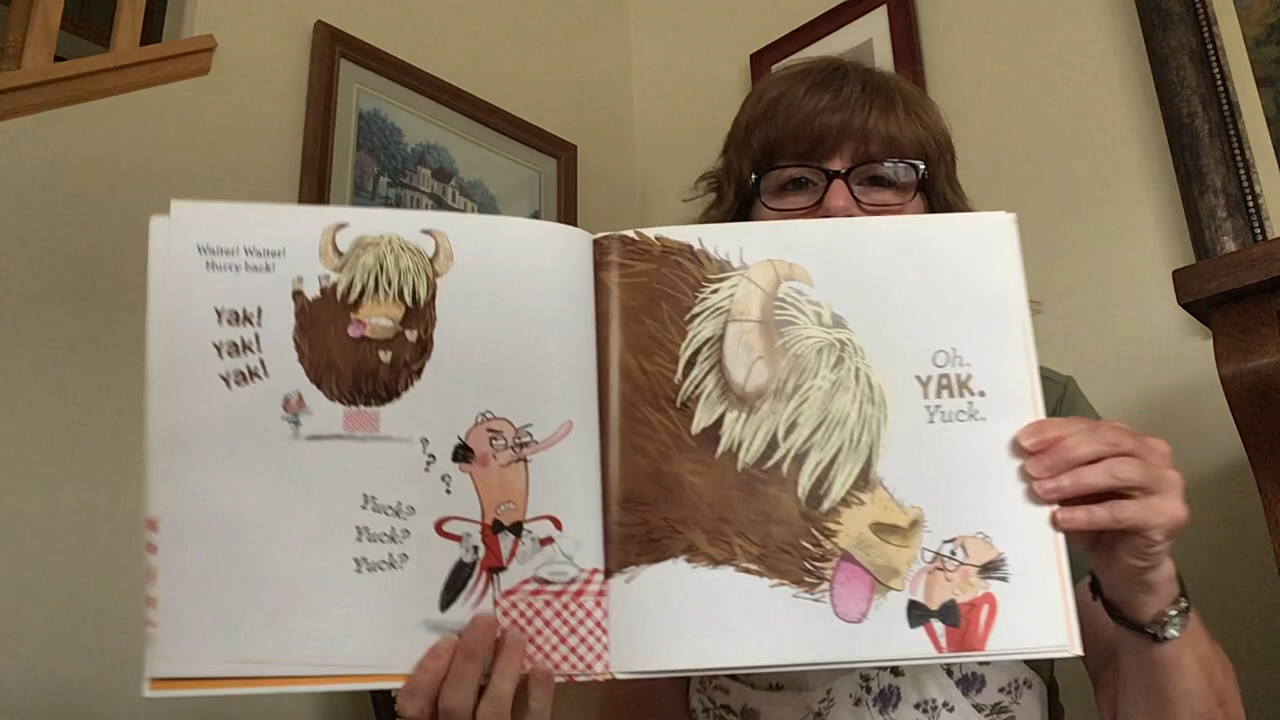 Waiter! Waiter!
Hurry back!
Yak!
Yak!
Yak!
? ? ?
Yuck?
Yuck?
Yuck?
Oh.
YAK.
Yuck.